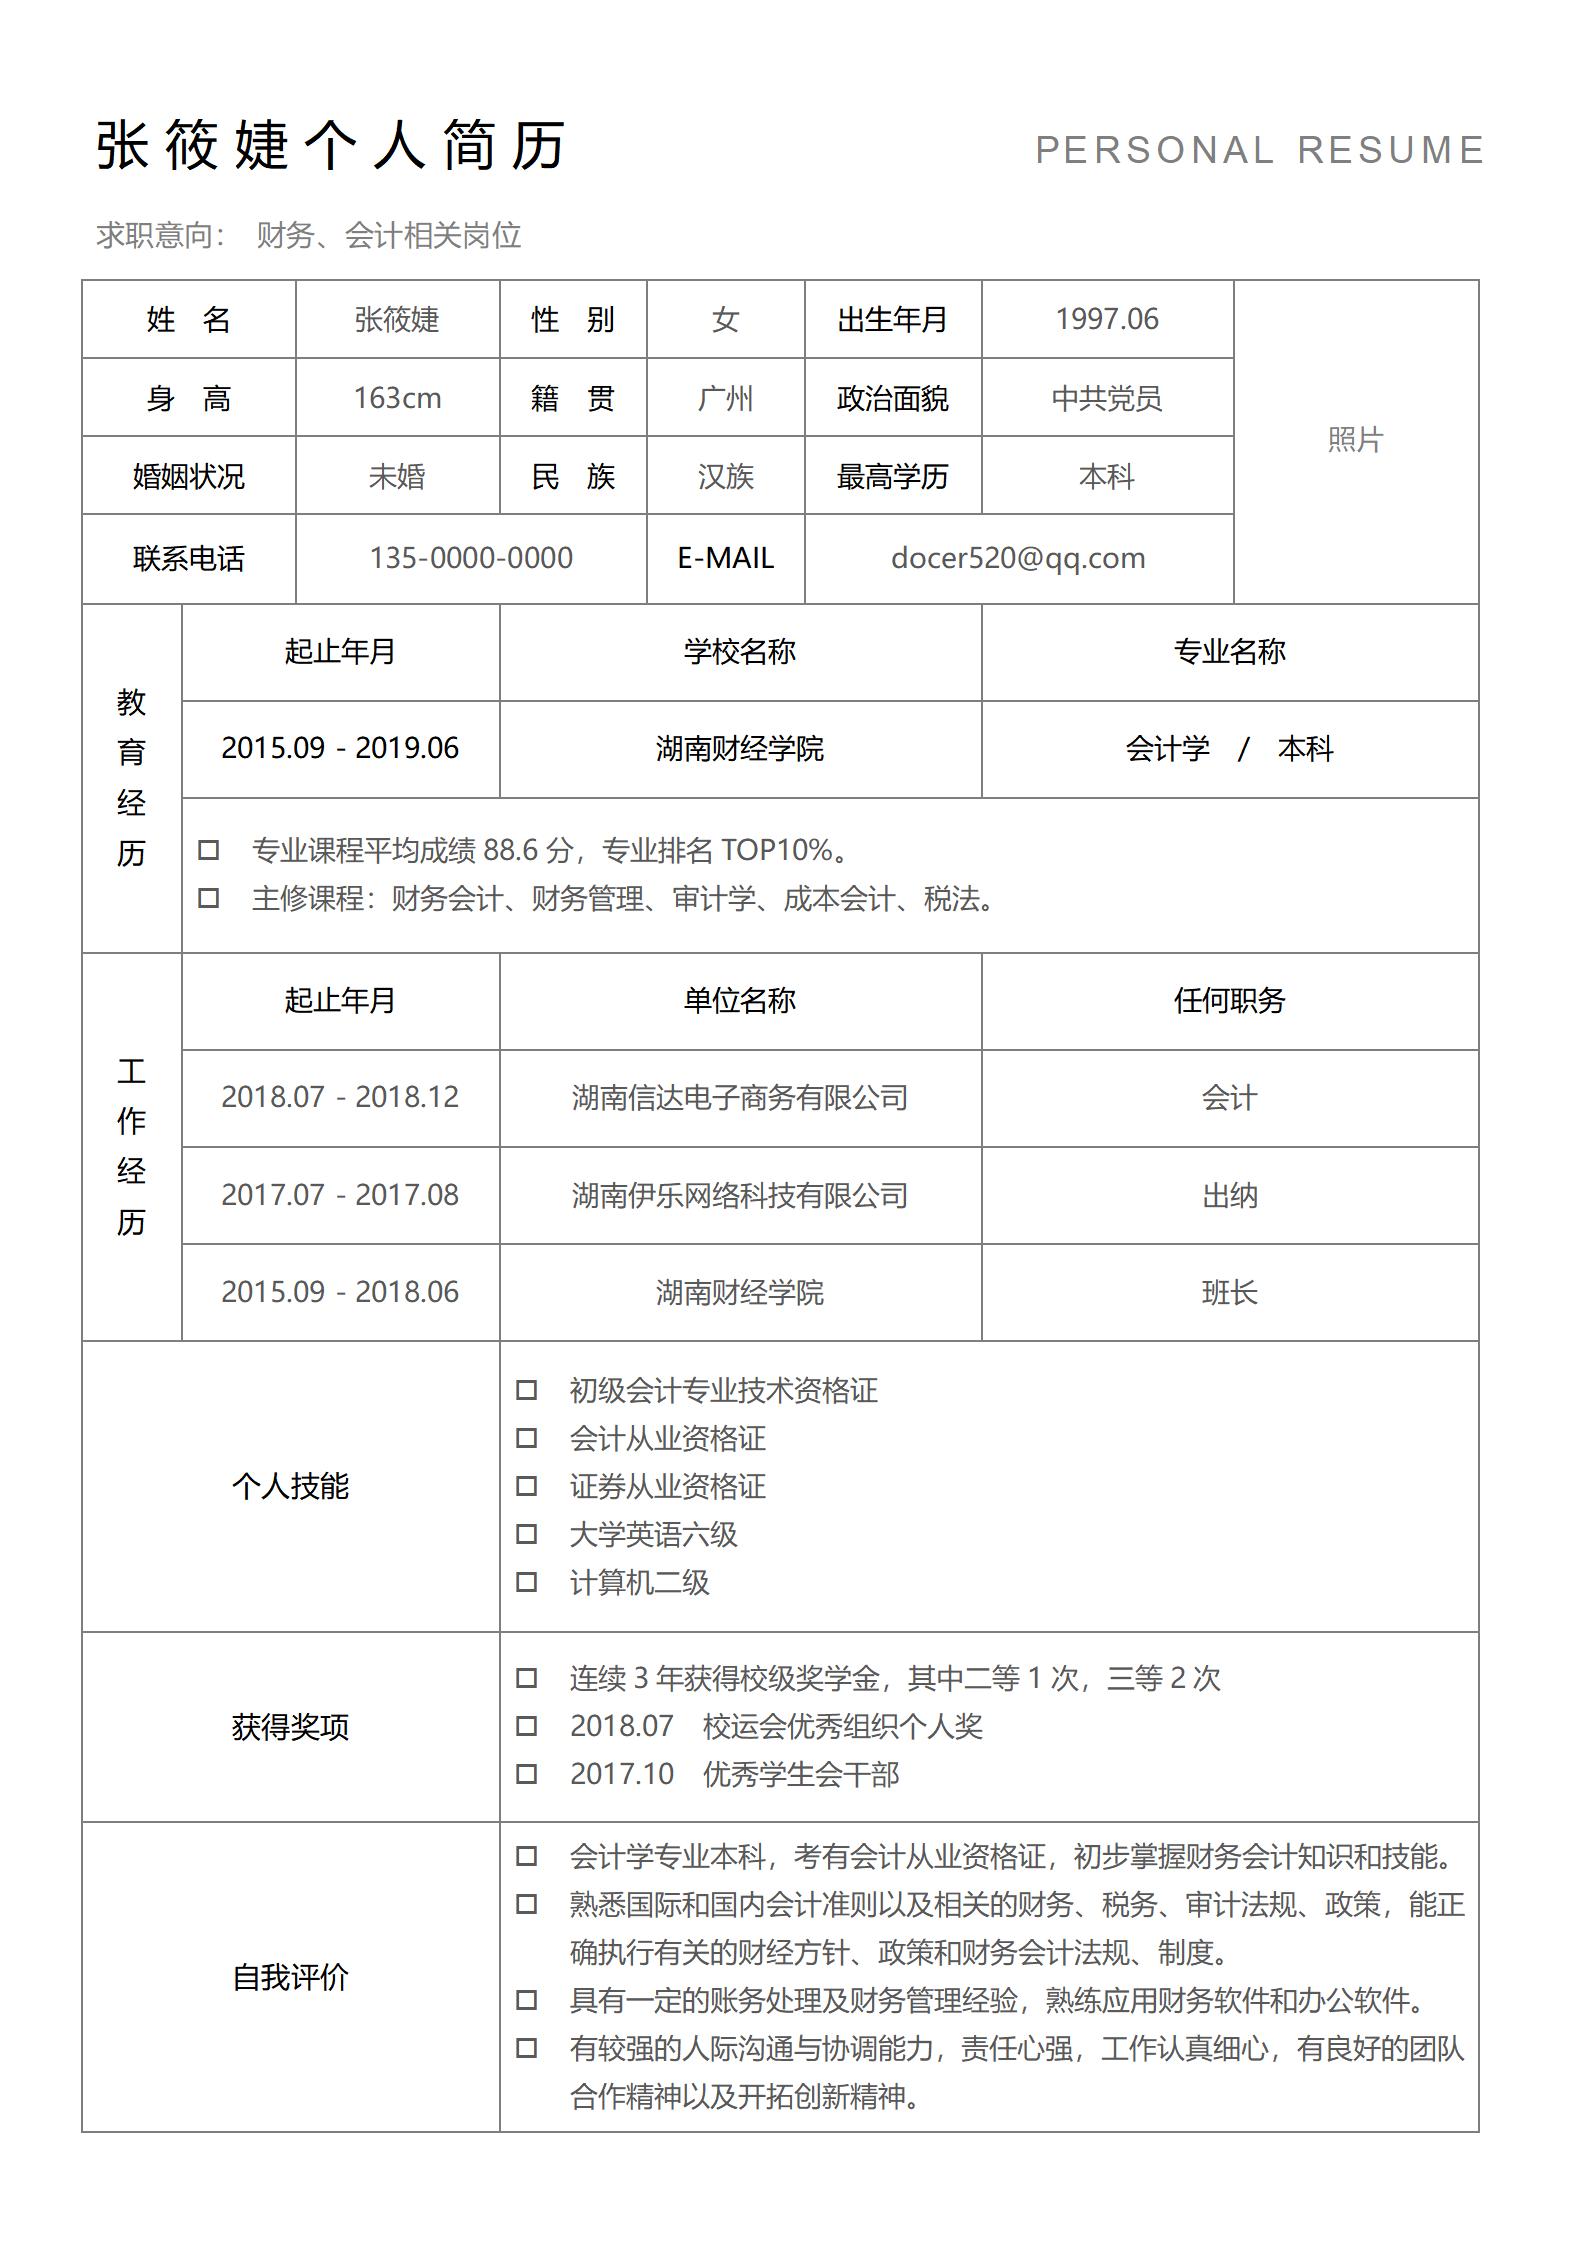 张筱婕个人简历
PERSONAL RESUME
求职意向： 财务、会计相关岗位
姓 名 张筱婕 性 别 女 出生年月 1997.06
身 高 163cm 籍 贯 广州 政治面貌 中共党员
照片
婚姻状况 未婚 民 族 汉族 最高学历 本科
联系电话 135-0000-0000 E-MAIL docer520@qq.com
教育经历
起止年月 学校名称 专业名称
2015.09 - 2019.06 湖南财经学院 会计学 / 本科
□ 专业课程平均成绩 88.6 分，专业排名 TOP10%。
□ 主修课程：财务会计、财务管理、审计学、成本会计、税法。
工作经历
起止年月 单位名称 任何职务
2018.07 - 2018.12 湖南信达电子商务有限公司 会计
2017.07 - 2017.08 湖南伊乐网络科技有限公司 出纳
2015.09 - 2018.06 湖南财经学院 班长
个人技能
□ 初级会计专业技术资格证
□ 会计从业资格证
□ 证券从业资格证
□ 大学英语六级
□ 计算机二级
获得奖项
□ 连续 3 年获得校级奖学金，其中二等 1 次，三等 2 次
□ 2018.07 校运会优秀组织个人奖
□ 2017.10 优秀学生会干部
自我评价
□ 会计学专业本科，考有会计从业资格证，初步掌握财务会计知识和技能。
□ 熟悉国际和国内会计准则以及相关的财务、税务、审计法规、政策，能正
确执行有关的财经方针、政策和财务会计法规、制度。
□ 具有一定的账务处理及财务管理经验，熟练应用财务软件和办公软件。
□ 有较强的人际沟通与协调能力，责任心强，工作认真细心，有良好的团队
合作精神以及开拓创新精神。